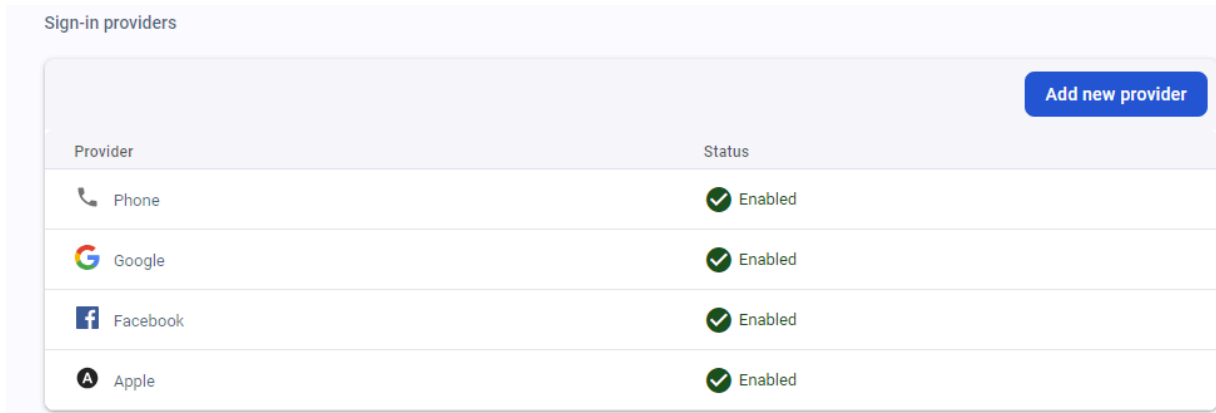 Sign-in providers
Add new provider
Provider Status
Phone Enabled
Google Enabled
Facebook Enabled
Apple Enabled